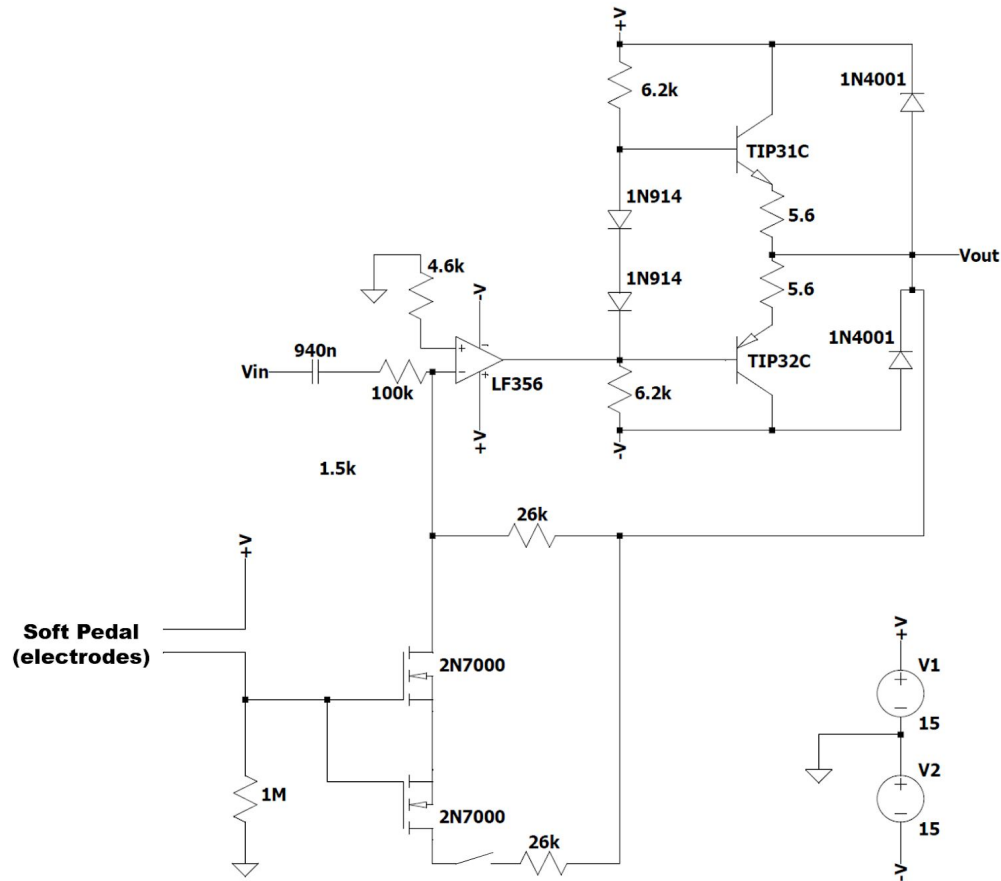 +V
6.2k
1N4001
TIP31C
1N914
5.6
Vout
4.6k
-V
1N914
5.6
1N4001
940n
Vin
+
−
100k
LF356
+V
TIP32C
6.2k
-V
1.5k
26k
+V
Soft Pedal
(electrodes)
2N7000
+V
V1
+
−
15
1M
2N7000
26k
V2
+
−
15
-V